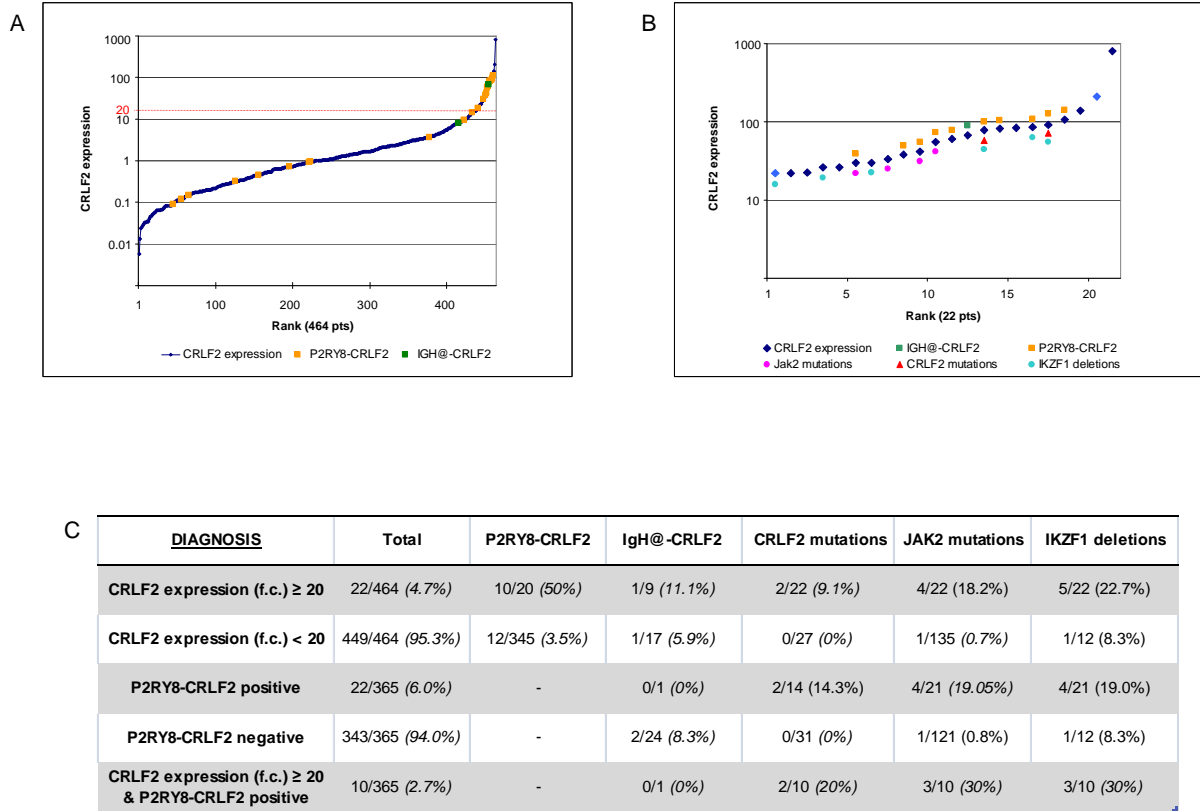 A
1000
100
20
10
1
0.1
0.01
CRLF2 expression
1 100 200 300 400
Rank (464 pts)
CRLF2 expression P2RY8-CRLF2 IGH@-CRLF2
B
1000
100
10
CRLF2 expression
1 5 10 15 20
Rank (22 pts)
CRLF2 expression IGH@-CRLF2 P2RY8-CRLF2
Jak2 mutations CRLF2 mutations IKZF1 deletions
C
DIAGNOSIS Total P2RY8-CRLF2 IgH@-CRLF2 CRLF2 mutations JAK2 mutations IKZF1 deletions
CRLF2 expression (f.c.) ≥ 20 22/464 (4.7%) 10/20 (50%) 1/9 (11.1%) 2/22 (9.1%) 4/22 (18.2%) 5/22 (22.7%)
CRLF2 expression (f.c.) < 20 449/464 (95.3%) 12/345 (3.5%) 1/17 (5.9%) 0/27 (0%) 1/135 (0.7%) 1/12 (8.3%)
P2RY8-CRLF2 positive 22/365 (6.0%) - 0/1 (0%) 2/14 (14.3%) 4/21 (19.05%) 4/21 (19.0%)
P2RY8-CRLF2 negative 343/365 (94.0%) - 2/24 (8.3%) 0/31 (0%) 1/121 (0.8%) 1/12 (8.3%)
CRLF2 expression (f.c.) ≥ 20
& P2RY8-CRLF2 positive 10/365 (2.7%) 0/1 (0%) 2/10 (20%) 3/10 (30%) 3/10 (30%)